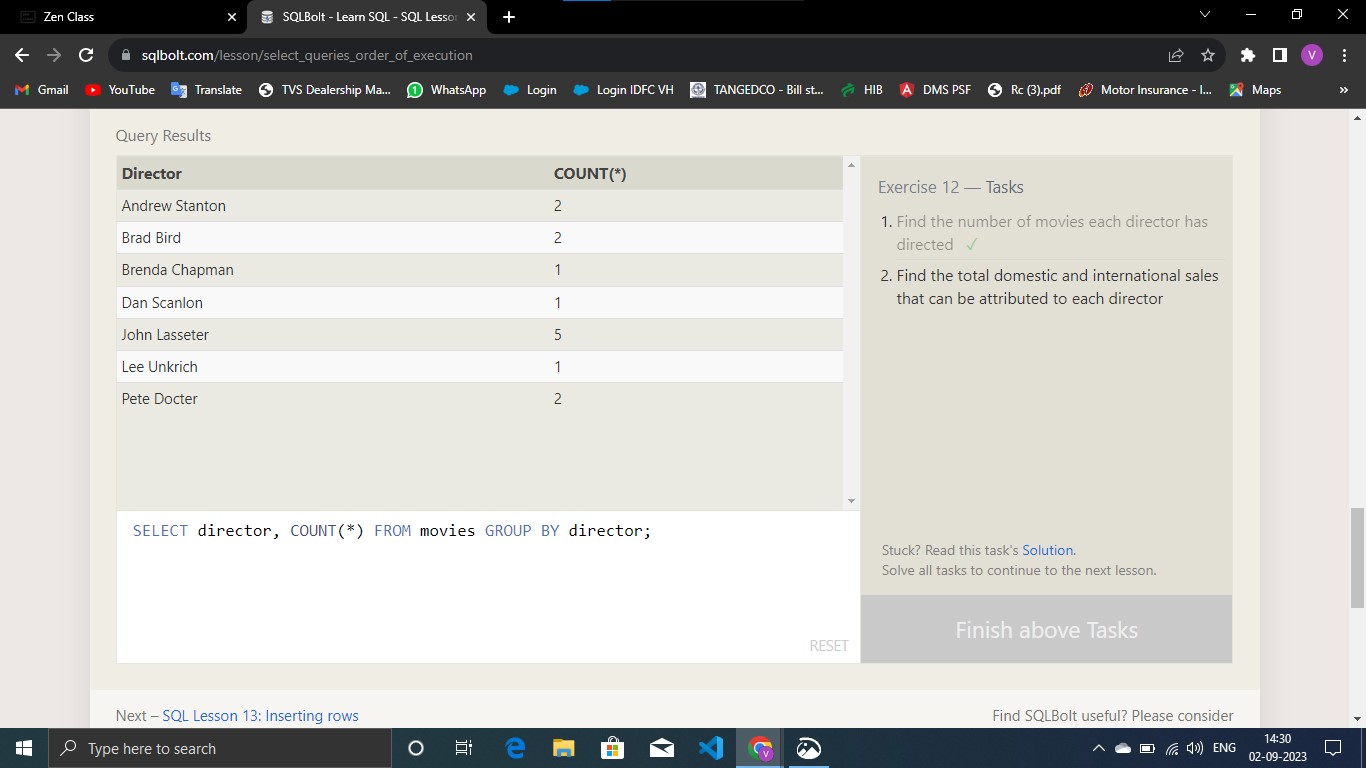 Zen Class
SQLBolt - Learn SQL - SQL Lesson
sqlbolt.com/lesson/select_queries_order_of_execution
V
Gmail YouTube Translate TVS Dealership Ma... WhatsApp Login Login IDFC VH TANGEDCO - Bill st... HIB DMS PSF Rc (3).pdf Motor Insurance - I... Maps »
Query Results
Director COUNT(*)
Andrew Stanton 2
Brad Bird 2
Brenda Chapman 1
Dan Scanlon 1
John Lasseter 5
Lee Unkrich 1
Pete Docter 2
SELECT director, COUNT(*) FROM movies GROUP BY director;
RESET
Exercise 12 — Tasks
1. Find the number of movies each director has
directed ✓
2. Find the total domestic and international sales
that can be attributed to each director
Stuck? Read this task's Solution.
Solve all tasks to continue to the next lesson.
Finish above Tasks
Next – SQL Lesson 13: Inserting rows
Find SQLBolt useful? Please consider
Type here to search
ENG
14:30
02-09-2023